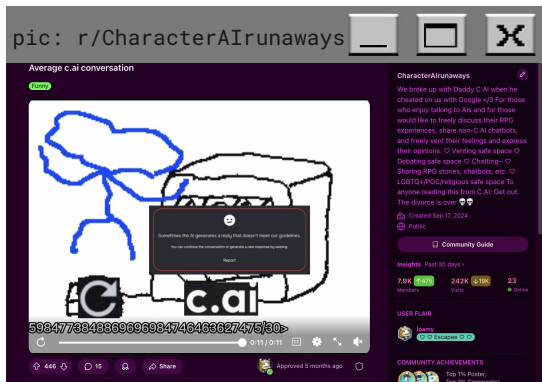 pic: r/CharacterAIrunaways
Average c.ai conversation
Funny
Sometimes the AI generates a reply that doesn't meet our guidelines.
You can continue the conversation or generate a new response by swiping
Report
c.ai
0:11 / 0:11
446
15
Share
Approved 5 months ago
CharacterAIrunaways
We broke up with Daddy C.AI when he
cheated on us with Google </3 For those
who enjoy talking to AIs and for those
would like to freely discuss their RPG
experiences, share non-C.AI chatbots,
and freely vent their feelings and express
their opinions. ♡ Venting safe space ♡
Debating safe space ♡ Chatting~ ♡
Sharing RPG stories, chatbots, etc. ♡
LGBTQ+/POC/religious safe space To
anyone reading this from C.AI: Get out.
The divorce is over 💀💀
Created Sep 17, 2024
Public
Community Guide
Insights Past 30 days >
7.9K ↑475 242K ↓19K 23
Members Visits Online
USER FLAIR
loamy
♡♡ Escapee ♡♡
COMMUNITY ACHIEVEMENTS
Top 1% Poster,
Top 1% Commenter